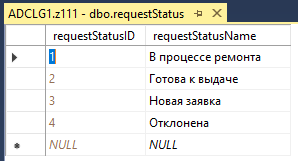 ADCLG1.z111 - dbo.requestStatus
requestStatusID requestStatusName
1 В процессе ремонта
2 Готова к выдаче
3 Новая заявка
4 Отклонена
NULL NULL